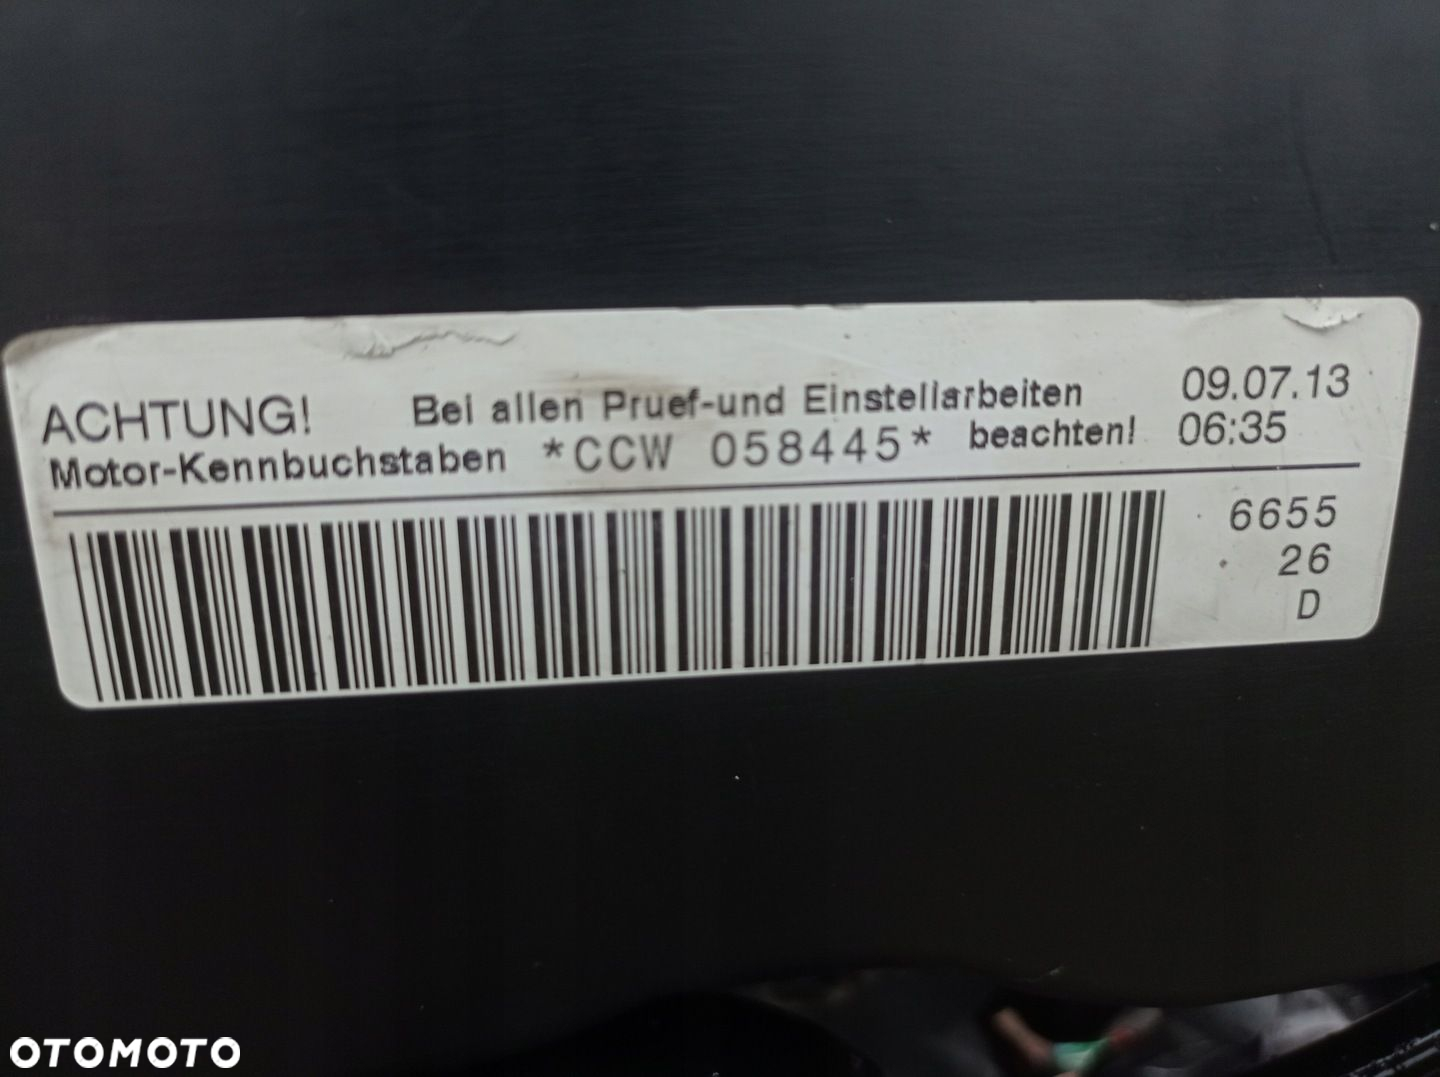 ACHTUNG! Bei allen Pruef-und Einstellarbeiten 09.07.13
Motor-Kennbuchstaben *CCW 058445* beachten! 06:35
6655
26
D
OTOMOTO